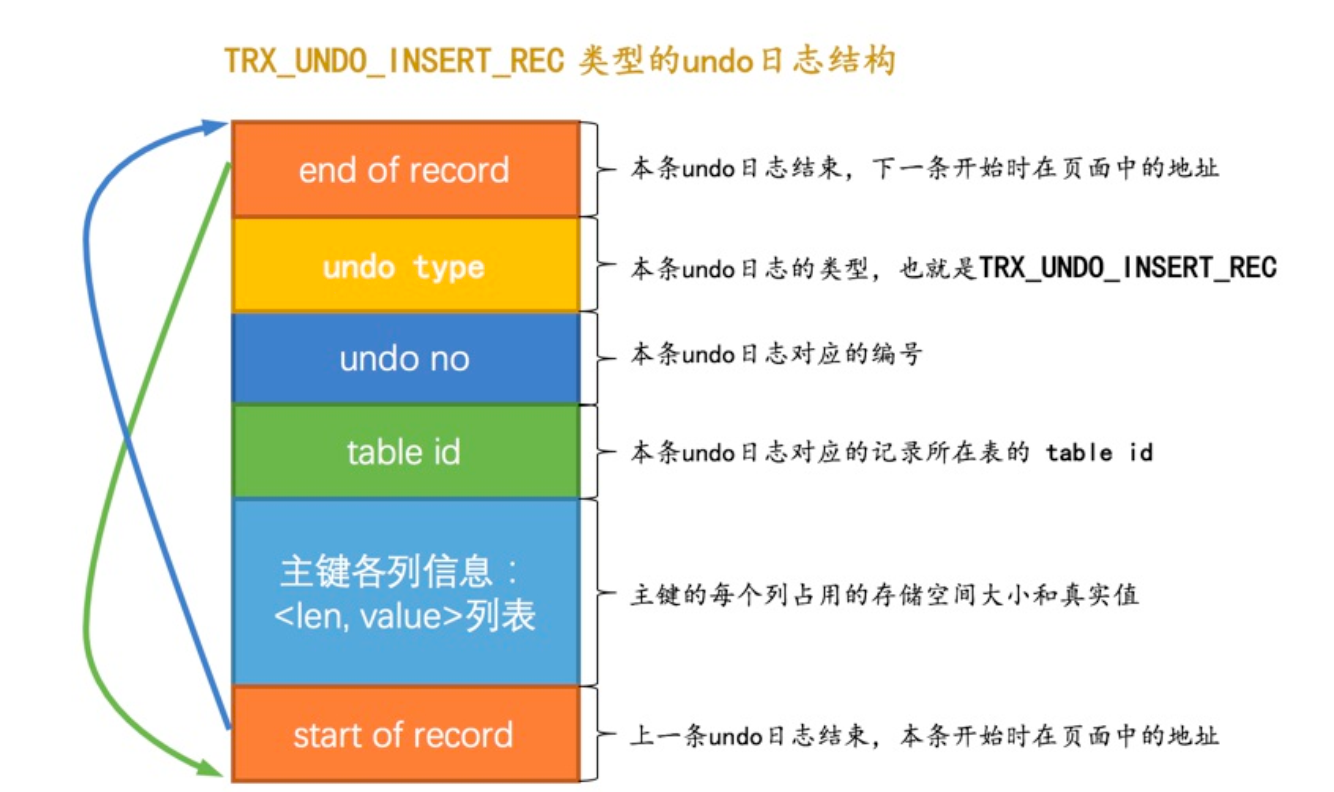 TRX_UNDO_INSERT_REC 类型的undo日志结构
end of record
本条undo日志结束，下一条开始时在页面中的地址
undo type
本条undo日志的类型，也就是TRX_UNDO_INSERT_REC
undo no
本条undo日志对应的编号
table id
本条undo日志对应的记录所在表的 table id
主键各列信息：
<len, value>列表
主键的每个列占用的存储空间大小和真实值
start of record
上一条undo日志结束，本条开始时在页面中的地址